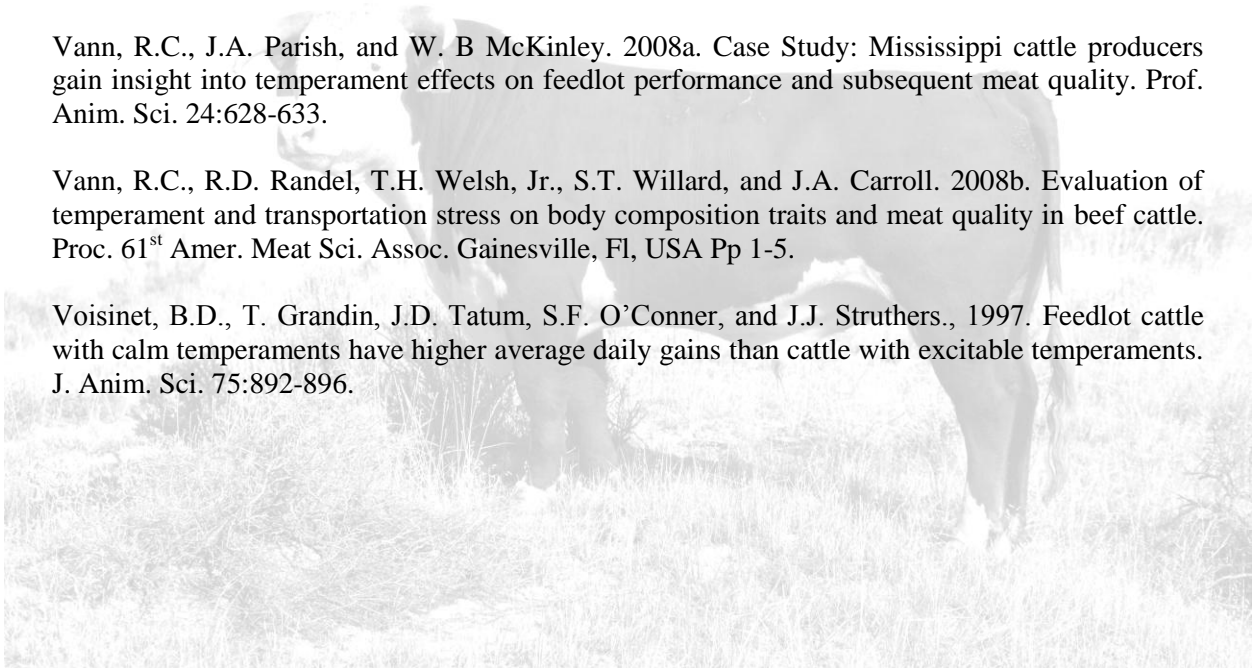 Vann, R.C., J.A. Parish, and W. B McKinley. 2008a. Case Study: Mississippi cattle producers
gain insight into temperament effects on feedlot performance and subsequent meat quality. Prof.
Anim. Sci. 24:628-633.
Vann, R.C., R.D. Randel, T.H. Welsh, Jr., S.T. Willard, and J.A. Carroll. 2008b. Evaluation of
temperament and transportation stress on body composition traits and meat quality in beef cattle.
Proc. 61st Amer. Meat Sci. Assoc. Gainesville, Fl, USA Pp 1-5.
Voisinet, B.D., T. Grandin, J.D. Tatum, S.F. O’Conner, and J.J. Struthers., 1997. Feedlot cattle
with calm temperaments have higher average daily gains than cattle with excitable temperaments.
J. Anim. Sci. 75:892-896.